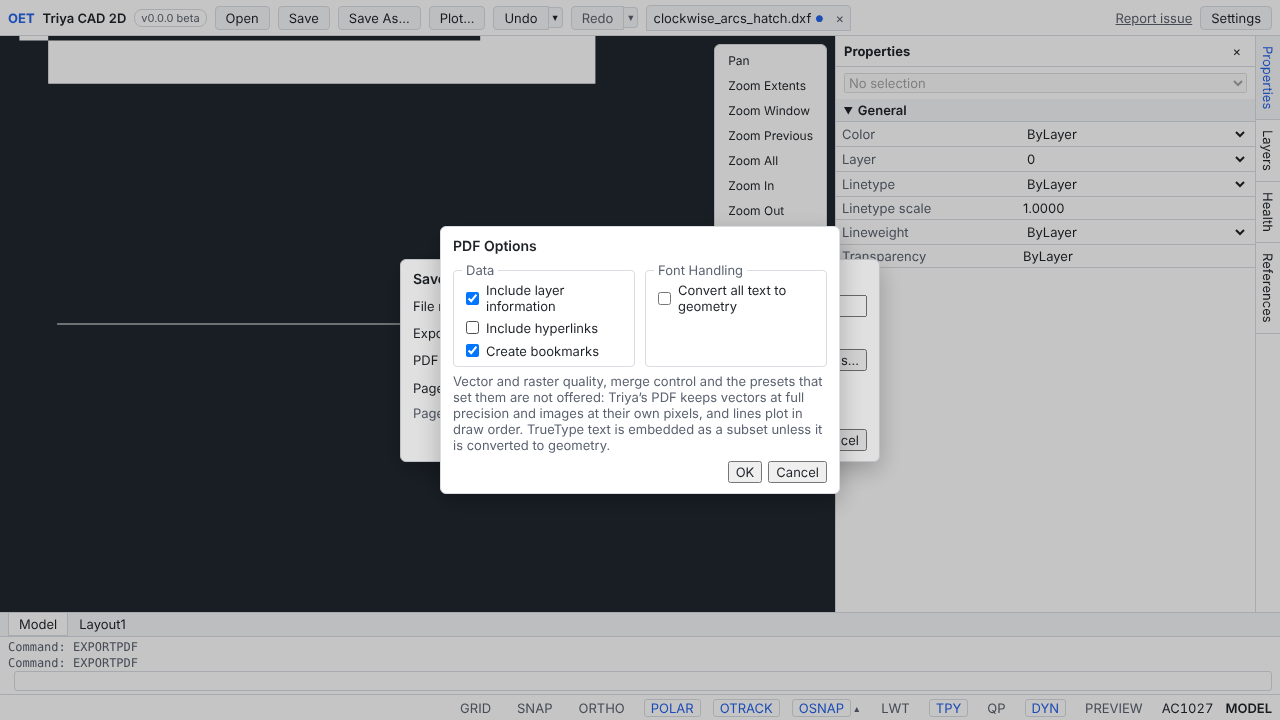 OET Triya CAD 2D v0.0.0 beta Open Save Save As... Plot... Undo ▾ Redo ▾ clockwise_arcs_hatch.dxf ● × Report issue Settings
Pan
Zoom Extents
Zoom Window
Zoom Previous
Zoom All
Zoom In
Zoom Out
Properties ×
No selection
▼ General
Color ByLayer
Layer 0
Linetype ByLayer
Linetype scale 1.0000
Lineweight ByLayer
Transparency ByLayer
Properties
Layers
Health
References
PDF
Page
PDF Options
Data
Include layer
information
Include hyperlinks
Create bookmarks
Font Handling
Convert all text to
geometry
Vector and raster quality, merge control and the presets that
set them are not offered: Triya’s PDF keeps vectors at full
precision and images at their own pixels, and lines plot in
draw order. TrueType text is embedded as a subset unless it
is converted to geometry.
OK Cancel
Model Layout1
Command: EXPORTPDF
Command: EXPORTPDF
GRID SNAP ORTHO POLAR OTRACK OSNAP ▴ LWT TPY QP DYN PREVIEW AC1027 MODEL